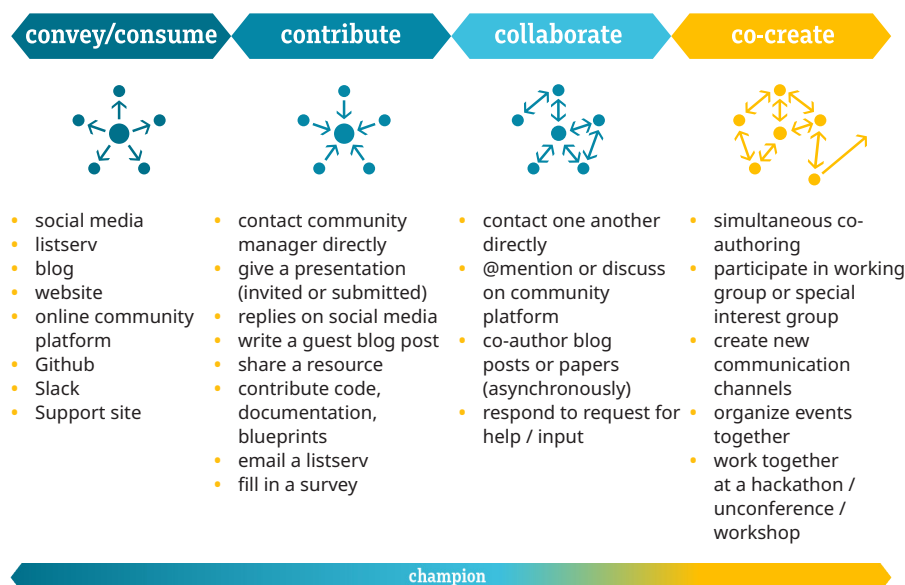 convey/consume
contribute
collaborate
co-create
• social media
• listserv
• blog
• website
• online community
platform
• Github
• Slack
• Support site
• contact community
manager directly
• give a presentation
(invited or submitted)
• replies on social media
• write a guest blog post
• share a resource
• contribute code,
documentation,
blueprints
• email a listserv
• fill in a survey
• contact one another
directly
• @mention or discuss
on community
platform
• co-author blog
posts or papers
(asynchronously)
• respond to request for
help / input
• simultaneous co-
authoring
• participate in working
group or special
interest group
• create new
communication
channels
• organize events
together
• work together
at a hackathon /
unconference /
workshop
champion